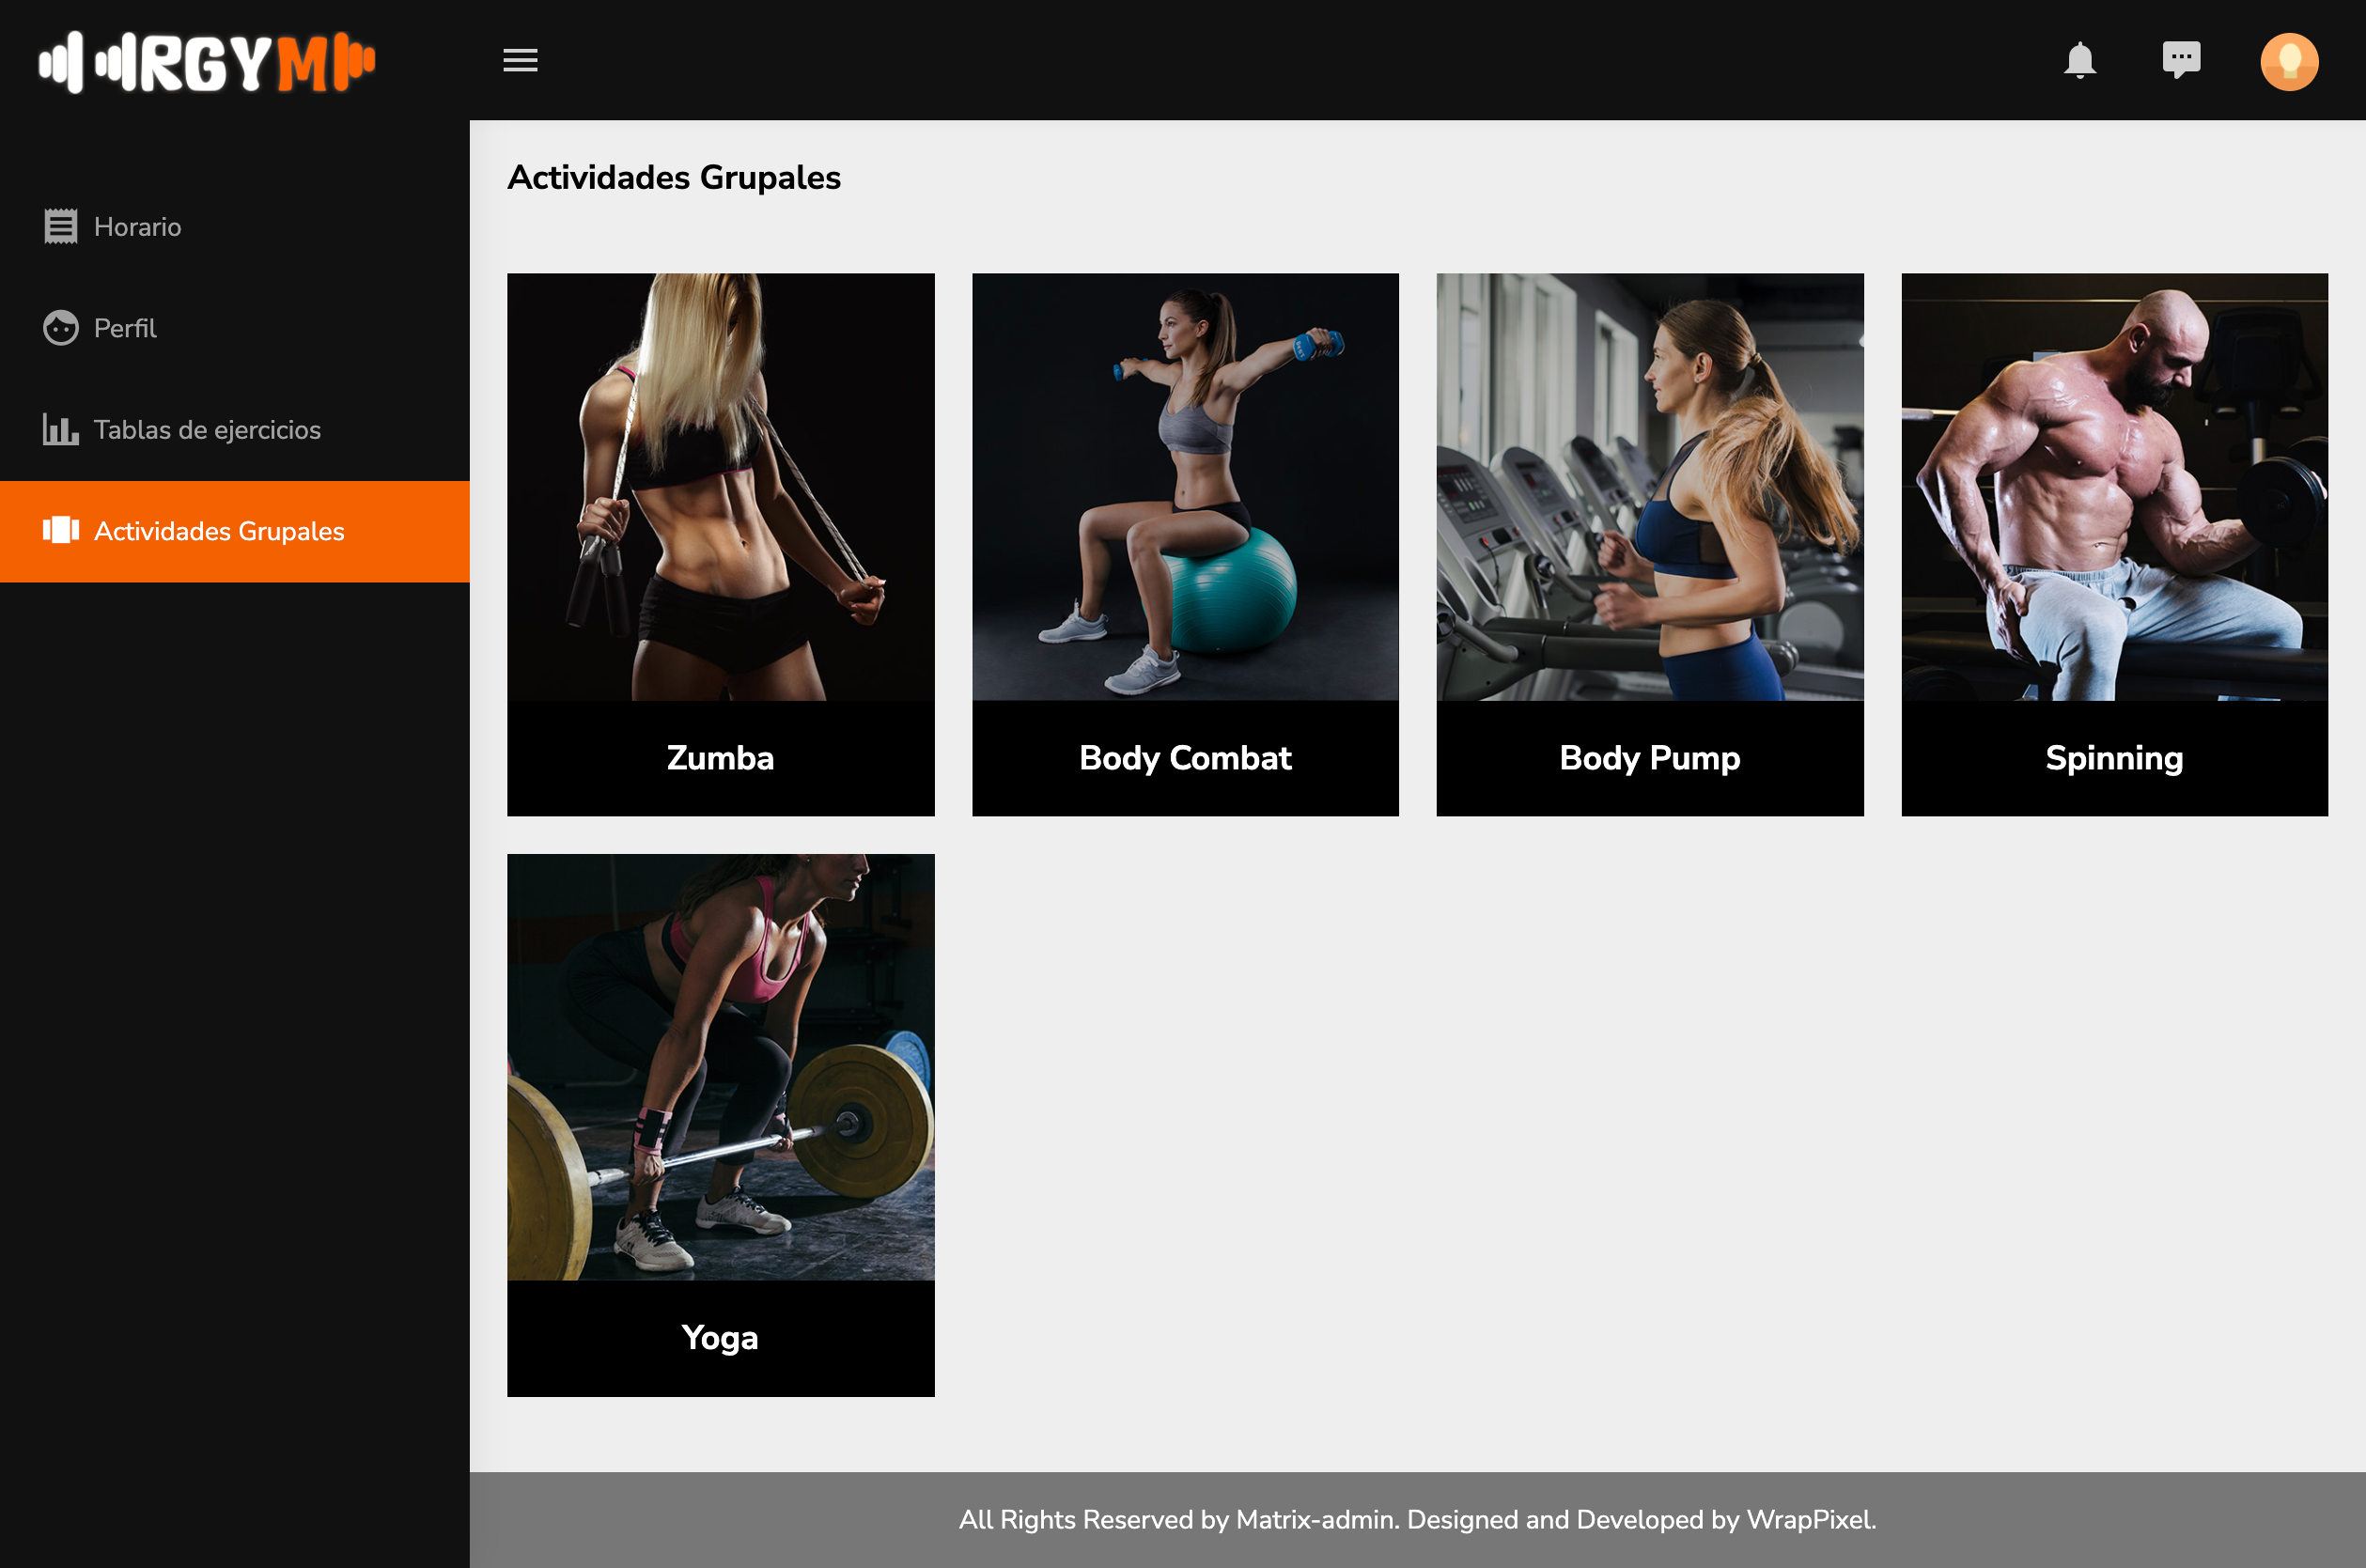 RGYM
Horario
Perfil
Tablas de ejercicios
Actividades Grupales
Actividades Grupales
Zumba
Body Combat
Body Pump
Spinning
Yoga
All Rights Reserved by Matrix-admin. Designed and Developed by WrapPixel.